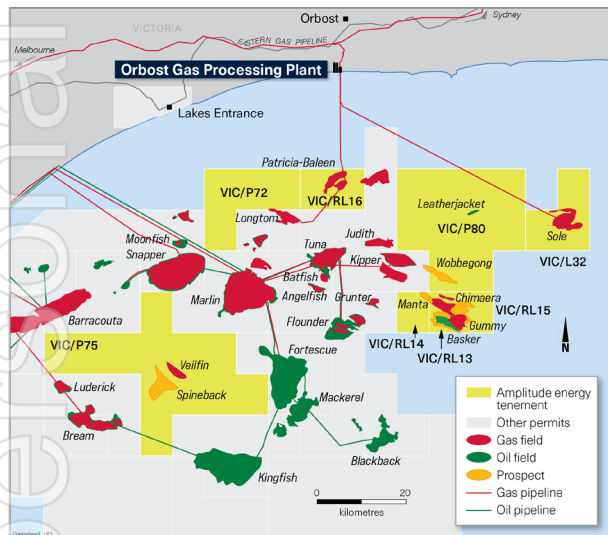 Orbost
Sydney
VICTORIA
EASTERN GAS PIPELINE
Melbourne
Orbost Gas Processing Plant
Lakes Entrance
Patricia-Baleen
VIC/P72
VIC/RL16
Leatherjacket
Longtom
VIC/P80
Moonfish
Tuna
Judith
Sole
Snapper
Kipper
Wobbegong
VIC/L32
Batfish
Marlin
Angelfish
Grunter
Manta
Chimaera
VIC/RL15
Barracouta
Flounder
Gummy
VIC/P75
VIC/RL14
Basker
Fortescue
VIC/RL13
N
Veilfin
Luderick
Spineback
Mackerel
Bream
Blackback
Kingfish
Amplitude energy
tenement
Other permits
Gas field
Oil field
Prospect
Gas pipeline
Oil pipeline
0 20
kilometres
ersonal